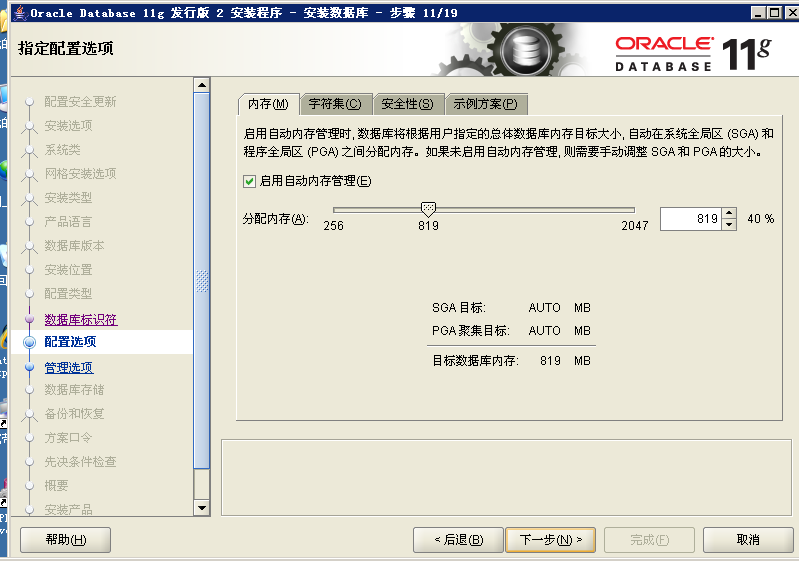 Oracle Database 11g 发行版 2 安装程序 - 安装数据库 - 步骤 11/19
指定配置选项
ORACLE
DATABASE
11g
配置安全更新
安装选项
系统类
网格安装选项
安装类型
产品语言
数据库版本
安装位置
配置类型
数据库标识符
配置选项
管理选项
数据库存储
备份和恢复
方案口令
先决条件检查
概要
安装产品
内存(M) 字符集(C) 安全性(S) 示例方案(P)
启用自动内存管理时, 数据库将根据用户指定的总体数据库内存目标大小, 自动在系统全局区 (SGA) 和
程序全局区 (PGA) 之间分配内存。如果未启用自动内存管理, 则需要手动调整 SGA 和 PGA 的大小。
启用自动内存管理(E)
分配内存(A): 819 40 %
256 819 2047
SGA 目标: AUTO MB
PGA 聚集目标: AUTO MB
目标数据库内存: 819 MB
帮助(H) < 后退(B) 下一步(N) > 完成(F) 取消